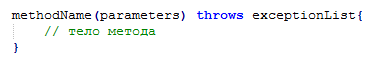 methodName(parameters) throws exceptionList{
// тело метода
}